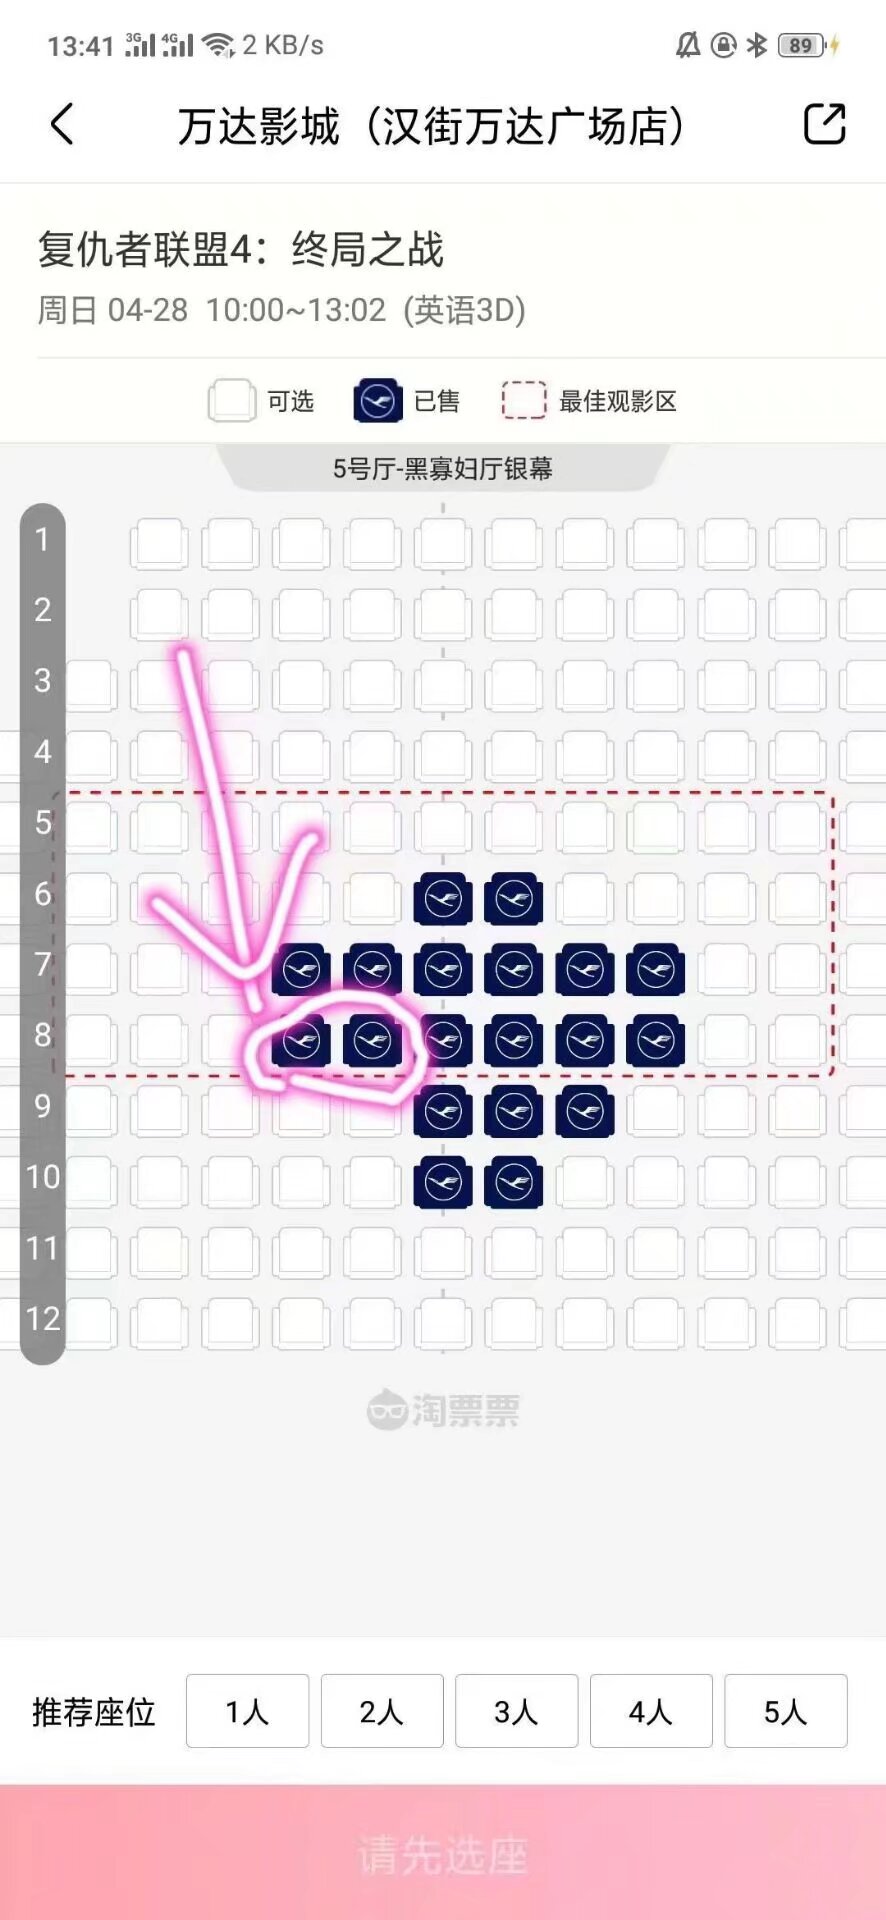 13:41 3G 4G 2 KB/s 89
万达影城（汉街万达广场店）
复仇者联盟4：终局之战
周日 04-28 10:00~13:02 (英语3D)
可选 已售 最佳观影区
5号厅-黑寡妇厅银幕
1
2
3
4
5
6
7
8
9
10
11
12
淘票票
推荐座位 1人 2人 3人 4人 5人
请先选座